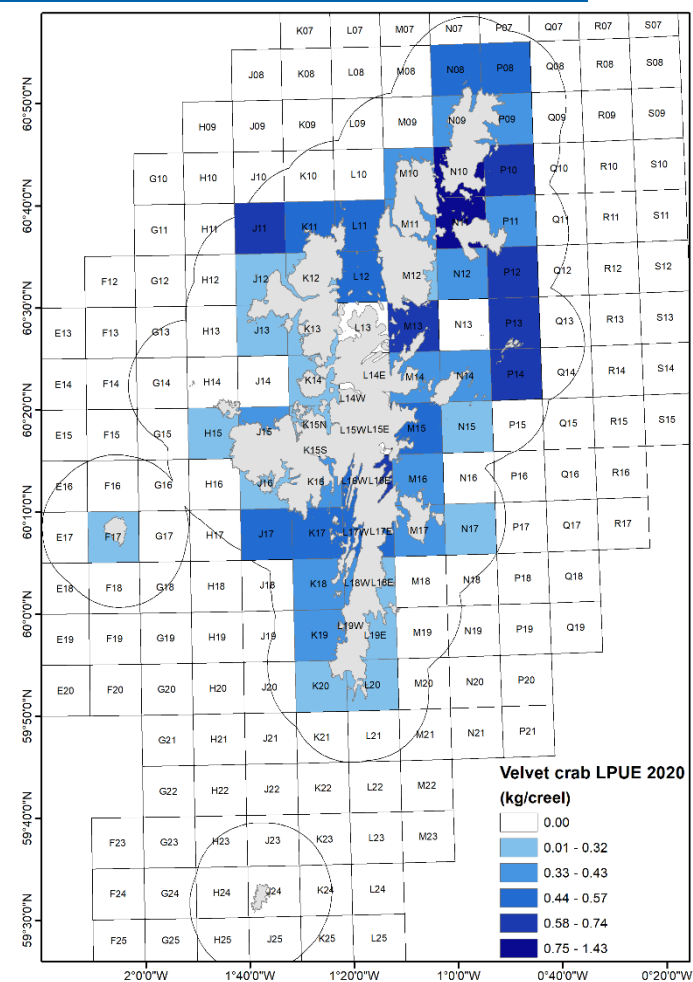 K07 L07 M07 N07 P07 Q07 R07 S07
J08 K08 L08 M08 N08 P08 Q08 R08 S08
60°50'0"N
H09 J09 K09 L09 M09 N09 P09 Q09 R09 S09
G10 H10 J10 K10 L10 M10 N10 P10 Q10 R10 S10
60°40'0"N
G11 H11 J11 K11 L11 M11 P11 Q11 R11 S11
F12 G12 H12 J12 K12 L12 M12 N12 P12 Q12 R12 S12
60°30'0"N
E13 F13 G13 H13 J13 K13 L13 M13 N13 P13 Q13 R13 S13
E14 F14 G14 H14 J14 K14 L14E M14 N14 P14 Q14 R14 S14
L14W
60°20'0"N
E15 F15 G15 H15 J15 K15N L15W L15E M15 N15 P15 Q15 R15 S15
K15S
E16 F16 G16 H16 J16 K16 L16W L16E M16 N16 P16 Q16 R16
60°10'0"N
E17 F17 G17 H17 J17 K17 L17W L17E M17 N17 P17 Q17 R17
E18 F18 G18 H18 J18 K18 L18W L18E M18 N18 P18 Q18
60°0'0"N
E19 F19 G19 H19 J19 K19 L19W L19E M19 N19 P19 Q19
E20 F20 G20 H20 J20 K20 L20 M20 N20 P20
59°50'0"N
G21 H21 J21 K21 L21 M21 N21 P21
G22 H22 J22 K22 L22 M22
59°40'0"N
F23 G23 H23 J23 K23 L23 M23
F24 G24 H24 J24 K24 L24
59°30'0"N
F25 G25 H25 J25 K25 L25
Velvet crab LPUE 2020
(kg/creel)
0.00
0.01 - 0.32
0.33 - 0.43
0.44 - 0.57
0.58 - 0.74
0.75 - 1.43
2°0'0"W 1°40'0"W 1°20'0"W 1°0'0"W 0°40'0"W 0°20'0"W